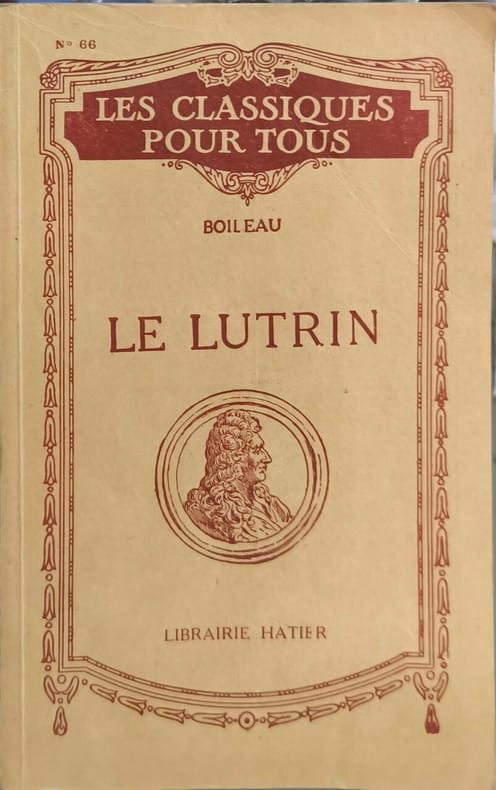 N° 66
LES CLASSIQUES
POUR TOUS
BOILEAU
LE LUTRIN
LIBRAIRIE HATIER